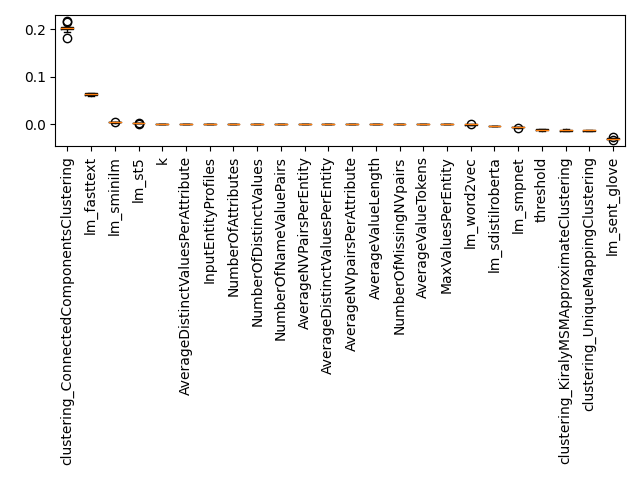 0.2
0.1
0.0
clustering_ConnectedComponentsClustering
lm_fasttext
lm_sminilm
lm_st5
k
AverageDistinctValuesPerAttribute
InputEntityProfiles
NumberOfAttributes
NumberOfDistinctValues
NumberOfNameValuePairs
AverageNVPairsPerEntity
AverageDistinctValuesPerEntity
AverageNVpairsPerAttribute
AverageValueLength
NumberOfMissingNVpairs
AverageValueTokens
MaxValuesPerEntity
lm_word2vec
lm_sdistilroberta
lm_smpnet
threshold
clustering_KiralyMSMApproximateClustering
clustering_UniqueMappingClustering
lm_sent_glove